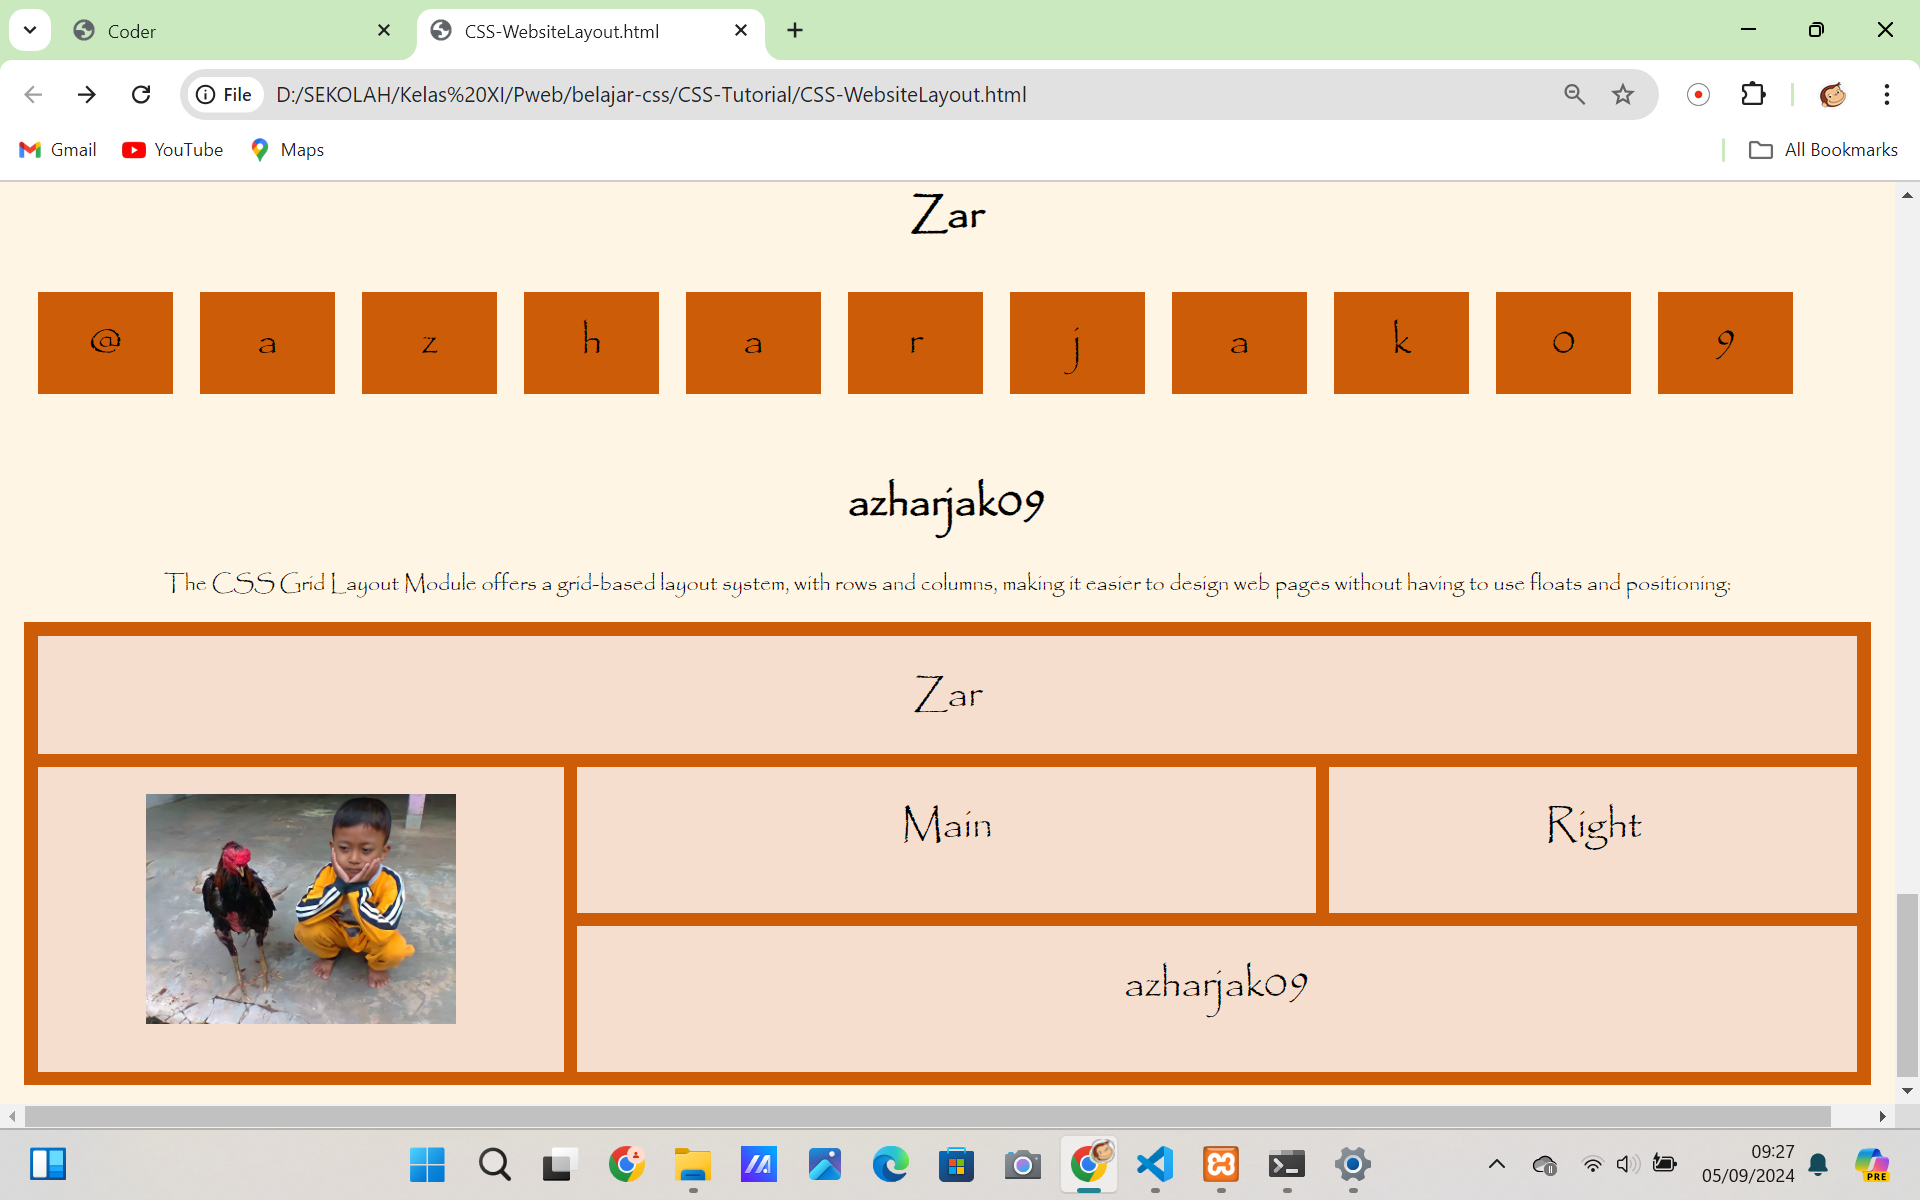 Coder
CSS-WebsiteLayout.html
File
D:/SEKOLAH/Kelas%20XI/Pweb/belajar-css/CSS-Tutorial/CSS-WebsiteLayout.html
Gmail
YouTube
Maps
All Bookmarks
Zar
@ a z h a r j a k 0 9
azharjak09
The CSS Grid Layout Module offers a grid-based layout system, with rows and columns, making it easier to design web pages without having to use floats and positioning:
Zar
Main
Right
azharjak09
09:27
05/09/2024
PRE